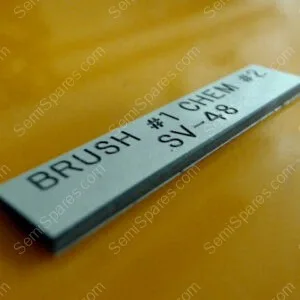 BRUSH #1 CHEM #2
SV-48
SemiSpares.com